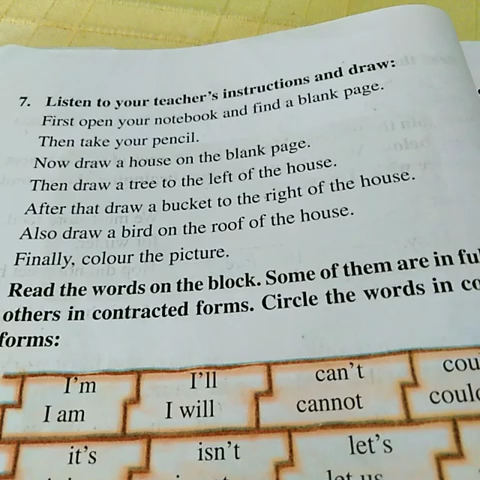 7. Listen to your teacher's instructions and draw:
First open your notebook and find a blank page.
Then take your pencil.
Now draw a house on the blank page.
Then draw a tree to the left of the house.
After that draw a bucket to the right of the house.
Also draw a bird on the roof of the house.
Finally, colour the picture.
Read the words on the block. Some of them are in
others in contracted forms. Circle the words in
forms:
I'm I'll can't
I am I will cannot
it's isn't let's
let us